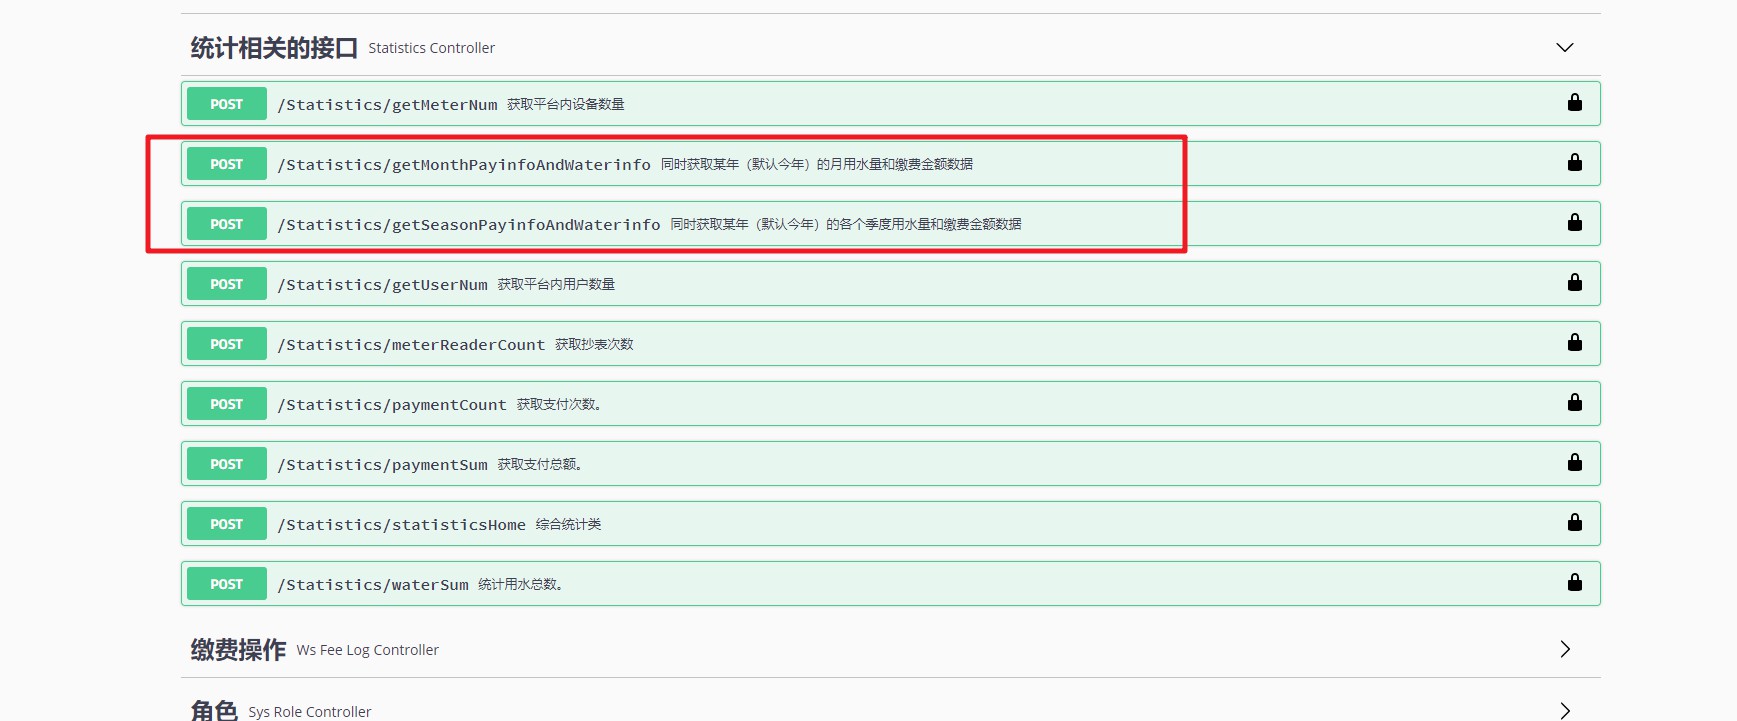 统计相关的接口 Statistics Controller
POST /Statistics/getMeterNum 获取平台内设备数量
POST /Statistics/getMonthPayinfoAndWaterinfo 同时获取某年（默认今年）的月用水量和缴费金额数据
POST /Statistics/getSeasonPayinfoAndWaterinfo 同时获取某年（默认今年）的各个季度用水量和缴费金额数据
POST /Statistics/getUserNum 获取平台内用户数量
POST /Statistics/meterReaderCount 获取抄表次数
POST /Statistics/paymentCount 获取支付次数。
POST /Statistics/paymentSum 获取支付总额。
POST /Statistics/statisticsHome 综合统计类
POST /Statistics/waterSum 统计用水总数。
缴费操作 Ws Fee Log Controller
角色 Sys Role Controller